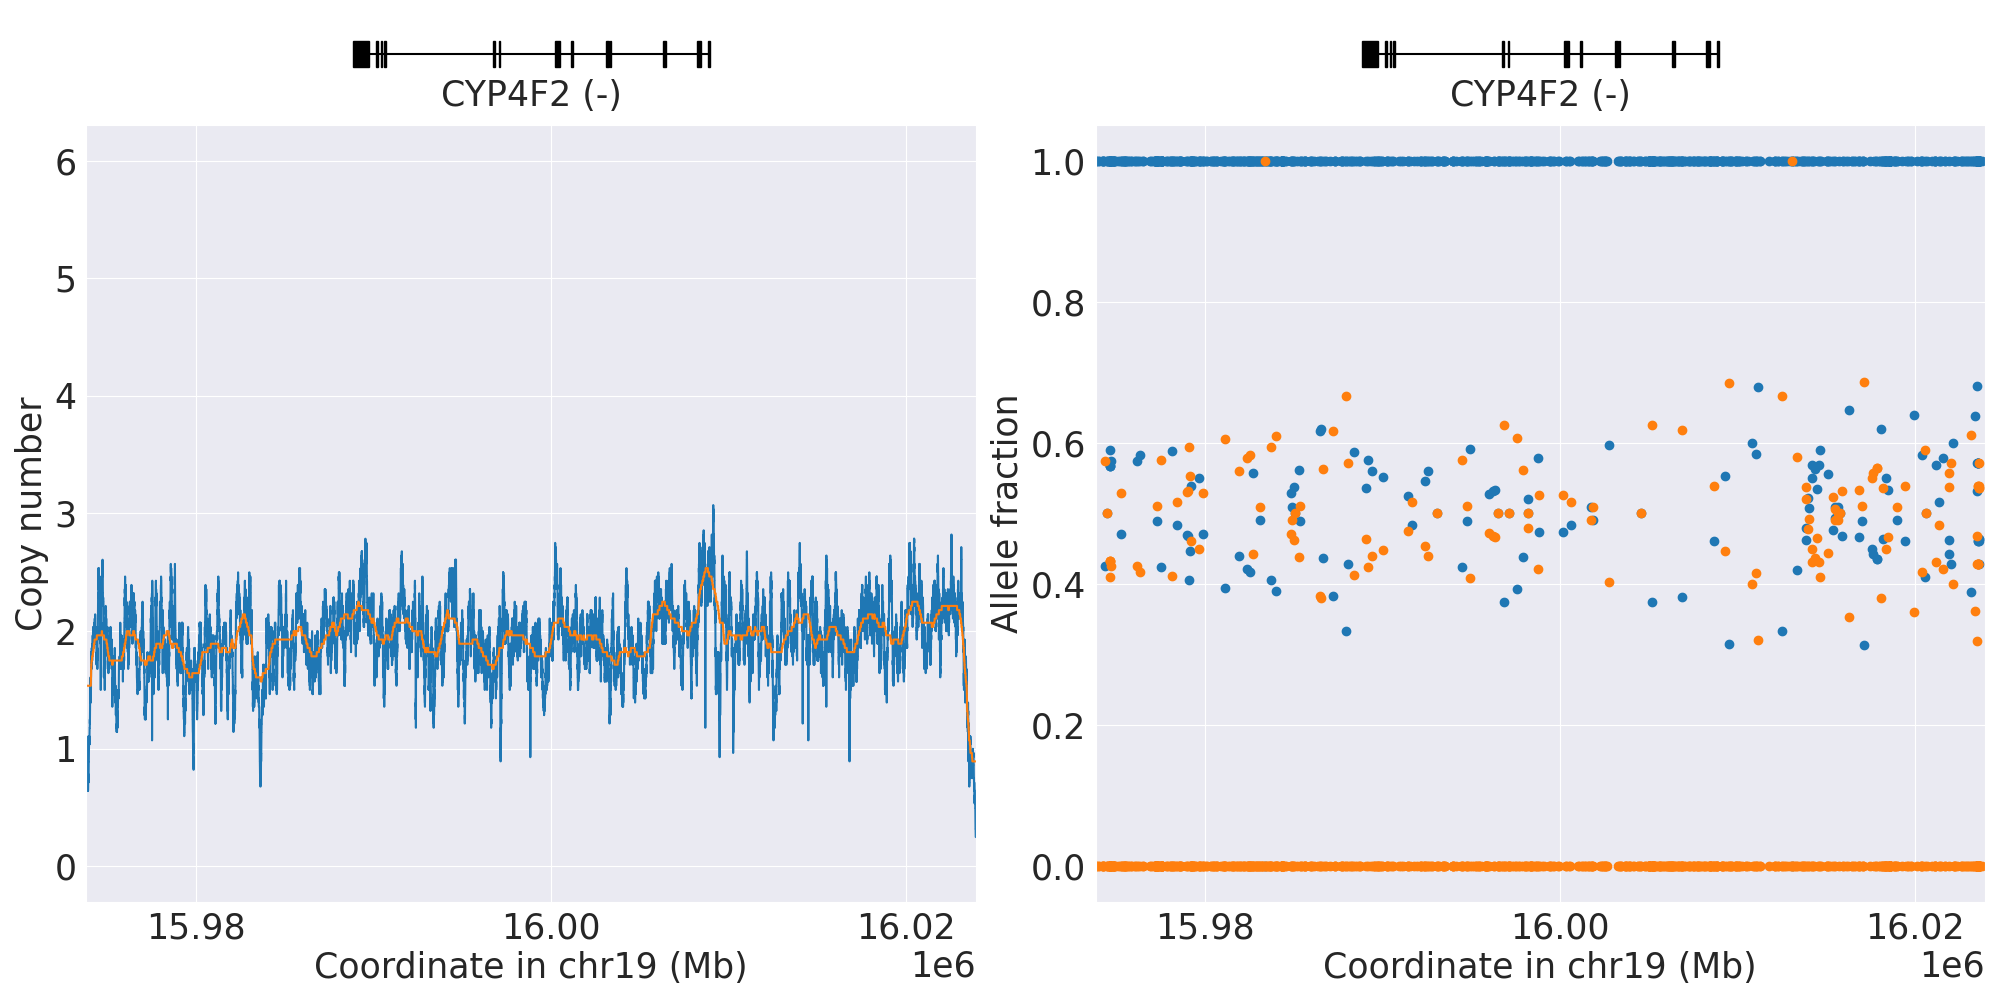 CYP4F2 (-)
CYP4F2 (-)
Copy number
6
5
4
3
2
1
0
15.98
16.00
16.02
Coordinate in chr19 (Mb)
1e6
Allele fraction
1.0
0.8
0.6
0.4
0.2
0.0
15.98
16.00
16.02
Coordinate in chr19 (Mb)
1e6